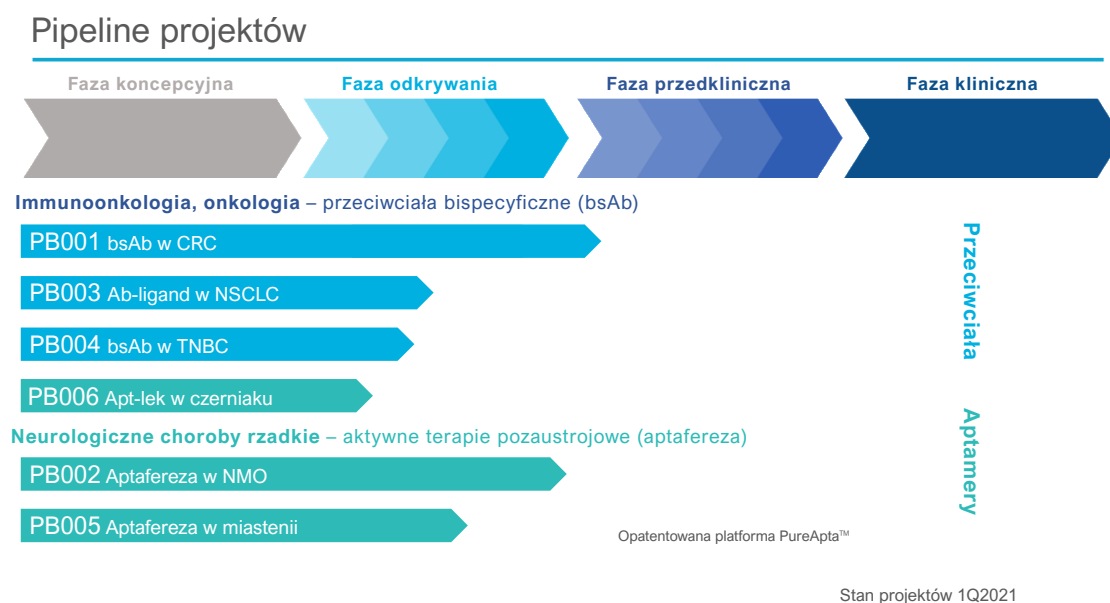 Pipeline projektów
Faza koncepcyjna
Faza odkrywania
Faza przedkliniczna
Faza kliniczna
Immunoonkologia, onkologia – przeciwciała bispecyficzne (bsAb)
PB001 bsAb w CRC
PB003 Ab-ligand w NSCLC
PB004 bsAb w TNBC
PB006 Apt-lek w czerniaku
Przeciwciała
Neurologiczne choroby rzadkie – aktywne terapie pozaustrojowe (aptafereza)
PB002 Aptafereza w NMO
PB005 Aptafereza w miastenii
Aptamery
Opatentowana platforma PureApta™
Stan projektów 1Q2021